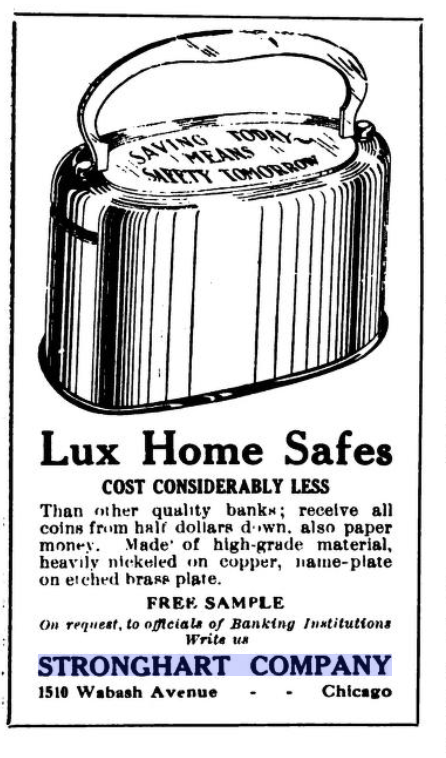 SAVING TODAY
MEANS
SAFETY TOMORROW
Lux Home Safes
COST CONSIDERABLY LESS
Than other quality banks; receive all
coins from half dollars down, also paper
money. Made of high-grade material,
heavily nickeled on copper, name-plate
on etched brass plate.
FREE SAMPLE
On request, to officials of Banking Institutions
Write us
STRONGHART COMPANY
1510 Wabash Avenue - - Chicago